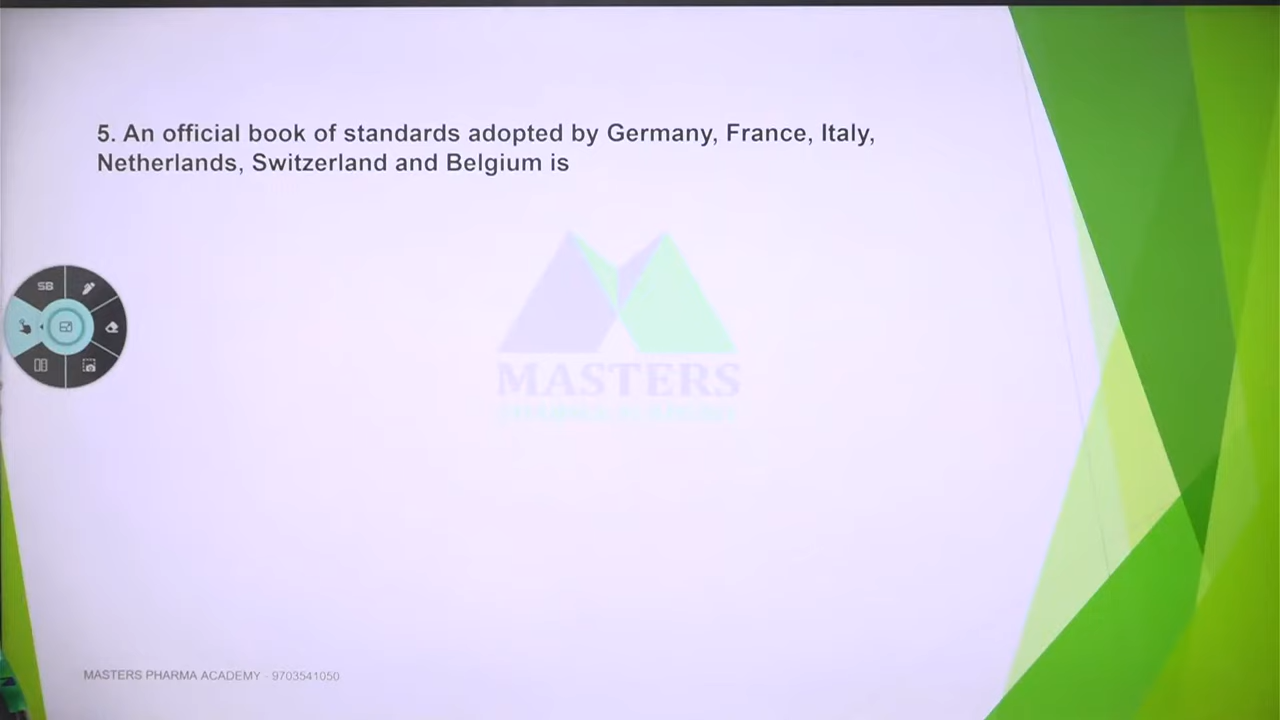 5. An official book of standards adopted by Germany, France, Italy,
Netherlands, Switzerland and Belgium is
SB
MASTERS
MASTERS PHARMA ACADEMY - 9703541050